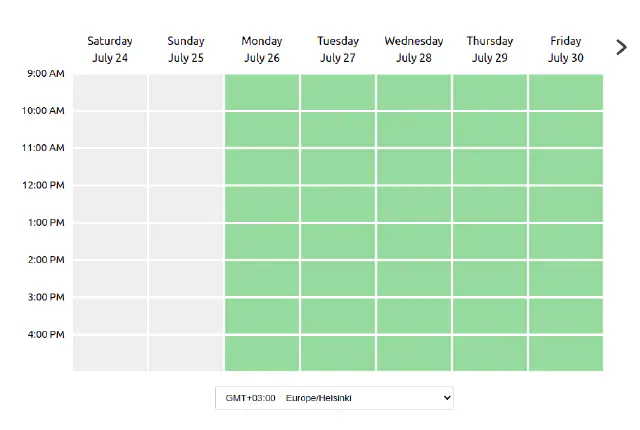 Saturday Sunday Monday Tuesday Wednesday Thursday Friday
July 24 July 25 July 26 July 27 July 28 July 29 July 30
9:00 AM
10:00 AM
11:00 AM
12:00 PM
1:00 PM
2:00 PM
3:00 PM
4:00 PM
GMT+03:00 Europe/Helsinki